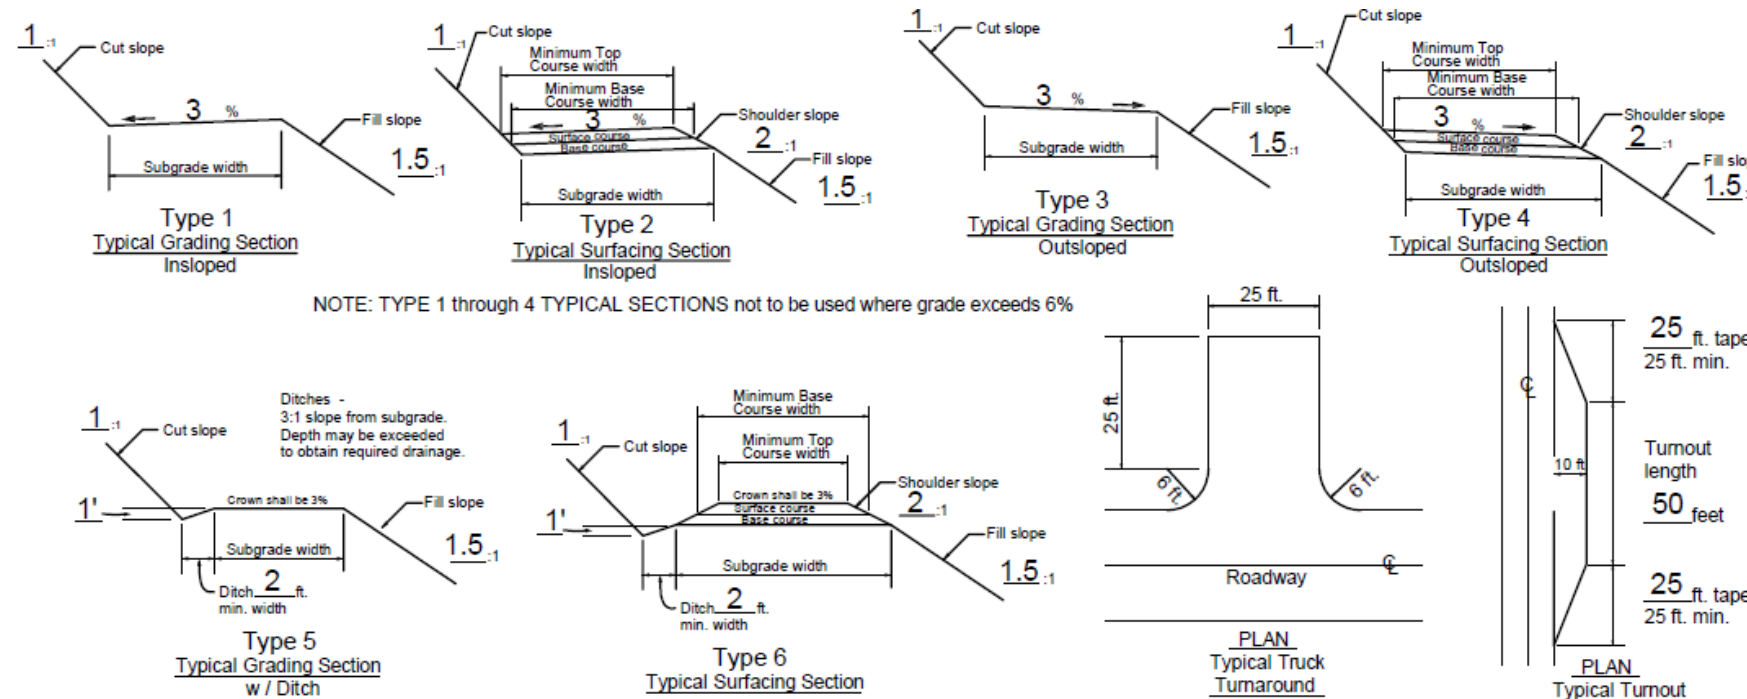 1 :1
Cut slope
3 %
Fill slope
1.5 :1
Subgrade width
Type 1
Typical Grading Section
Insloped
1 :1
Cut slope
Minimum Top
Course width
Minimum Base
Course width
3 %
Surface course
Base course
Shoulder slope
2 :1
Fill slope
1.5 :1
Subgrade width
Type 2
Typical Surfacing Section
Insloped
1 :1
Cut slope
3 %
Fill slope
1.5 :1
Subgrade width
Type 3
Typical Grading Section
Outsloped
1 :1
Cut slope
Minimum Top
Course width
Minimum Base
Course width
3 %
Surface course
Base course
Shoulder slope
2 :1
Fill slo
1.5 :1
Subgrade width
Type 4
Typical Surfacing Section
Outsloped
NOTE: TYPE 1 through 4 TYPICAL SECTIONS not to be used where grade exceeds 6%
1 :1
Cut slope
Ditches -
3:1 slope from subgrade.
Depth may be exceeded
to obtain required drainage.
Crown shall be 3%
Fill slope
1'
1.5 :1
Subgrade width
Ditch 2 ft.
min. width
Type 5
Typical Grading Section
w / Ditch
1 :1
Cut slope
Minimum Base
Course width
Minimum Top
Course width
Crown shall be 3%
Surface course
Base course
Shoulder slope
2 :1
1'
Fill slope
1.5 :1
Subgrade width
Ditch 2 ft.
min. width
Type 6
Typical Surfacing Section
25 ft.
25 ft.
6 ft.
6 ft.
℄
Roadway
PLAN
Typical Truck
Turnaround
25 ft. tape
25 ft. min.
℄
10 ft
Turnout
length
50 feet
25 ft. tape
25 ft. min.
PLAN
Typical Turnout